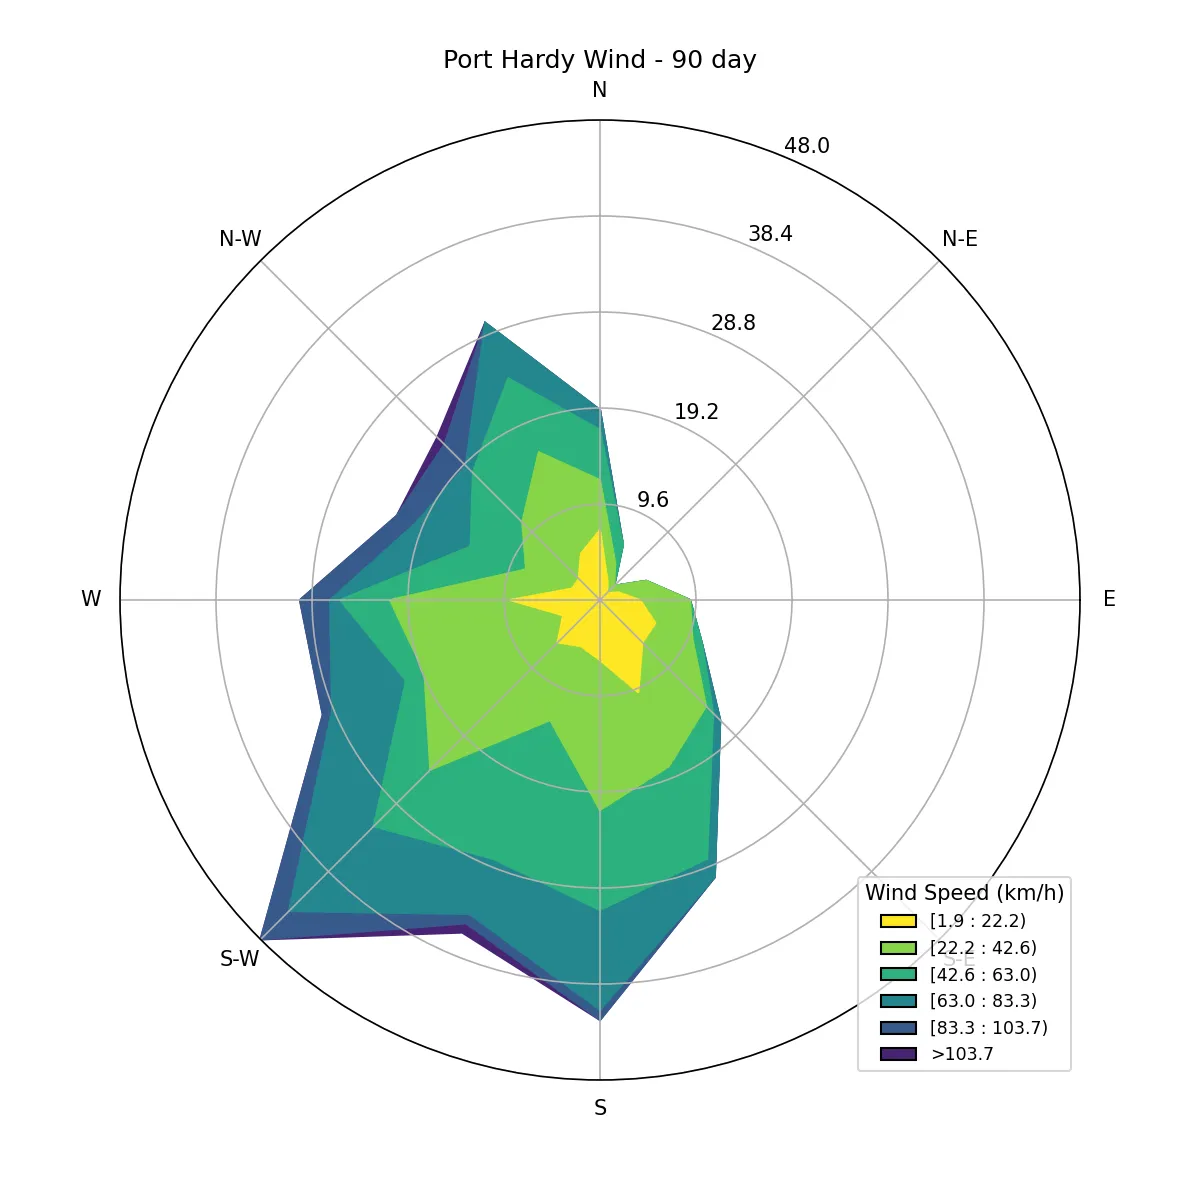 Port Hardy Wind - 90 day
N
48.0
N-W
38.4
N-E
28.8
19.2
9.6
W
E
S-W
S-E
S
Wind Speed (km/h)
[1.9 : 22.2)
[22.2 : 42.6)
[42.6 : 63.0)
[63.0 : 83.3)
[83.3 : 103.7)
>103.7